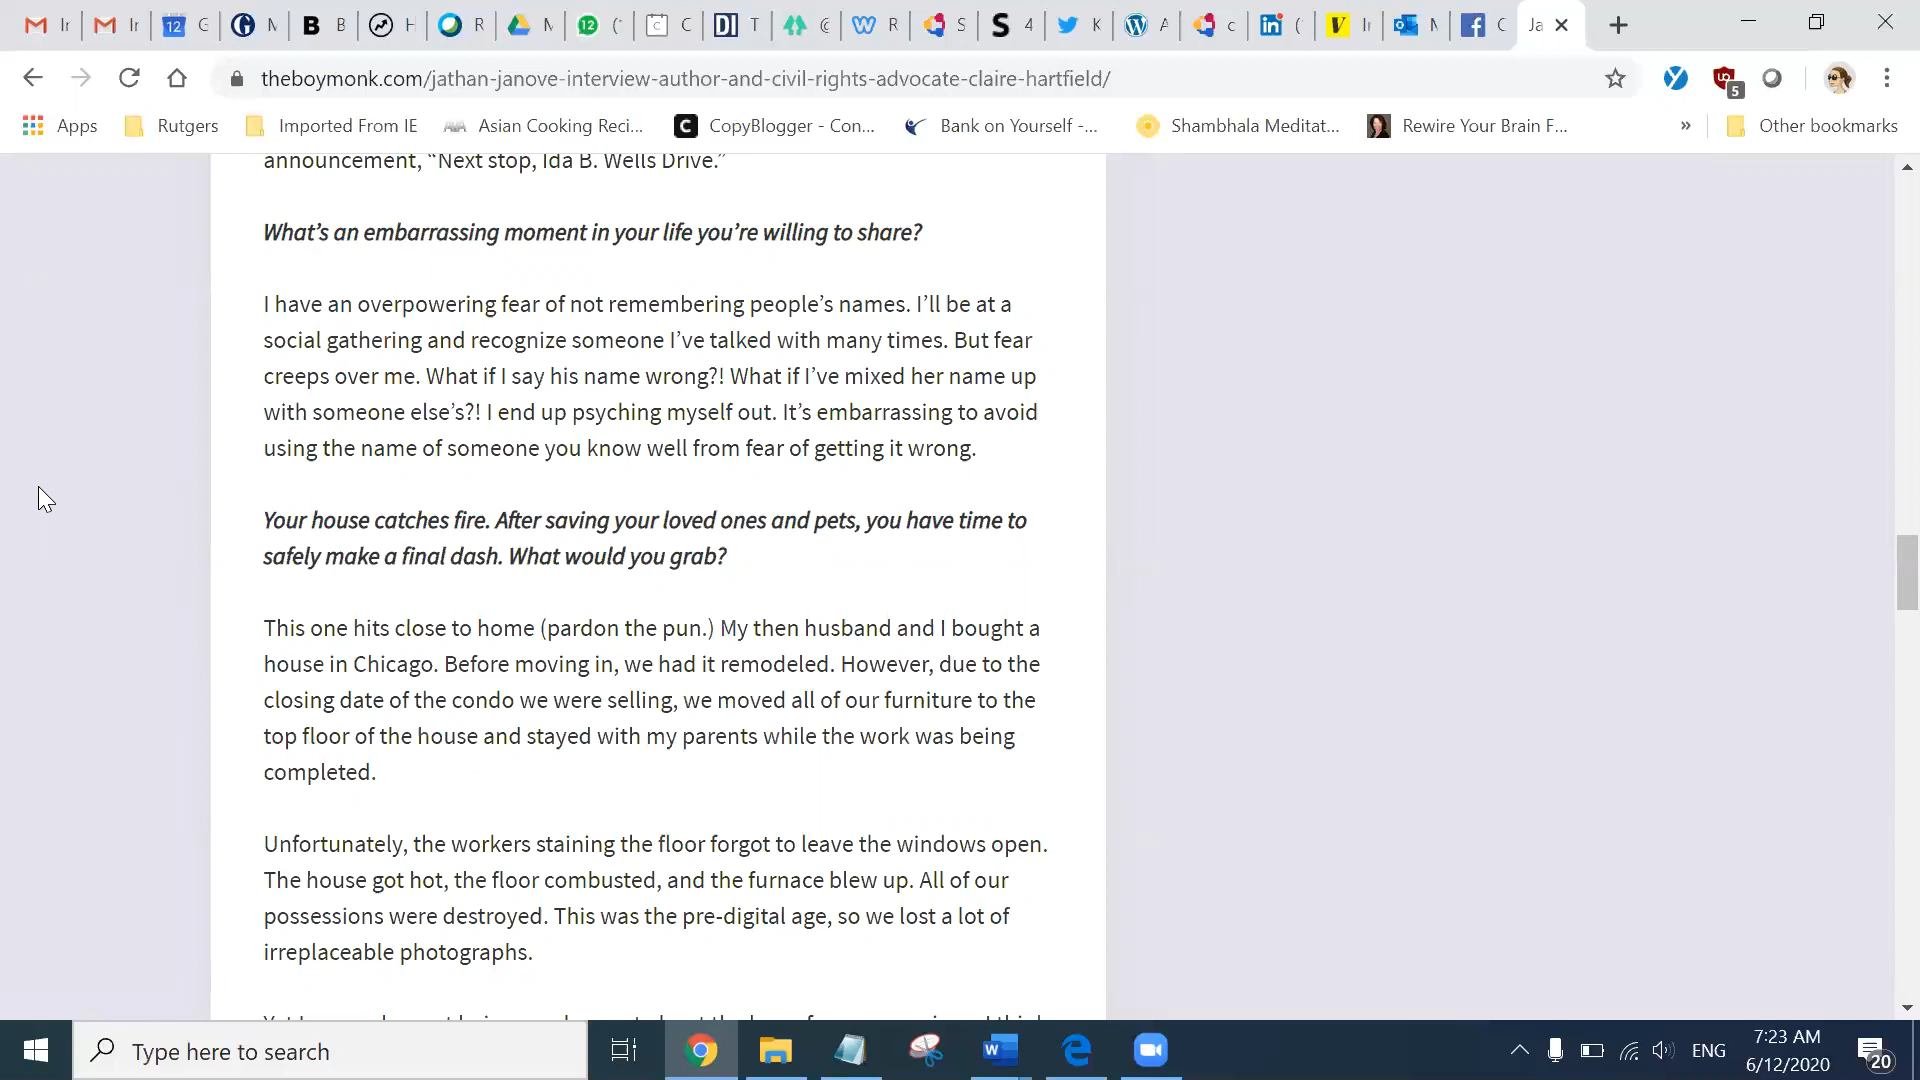 theboymonk.com/jathan-janove-interview-author-and-civil-rights-advocate-claire-hartfield/
Apps
Rutgers
Imported From IE
Asian Cooking Reci...
CopyBlogger - Con...
Bank on Yourself -...
Shambhala Meditat...
Rewire Your Brain F...
»
Other bookmarks
announcement, “Next stop, Ida B. Wells Drive.”
What’s an embarrassing moment in your life you’re willing to share?
I have an overpowering fear of not remembering people’s names. I’ll be at a
social gathering and recognize someone I’ve talked with many times. But fear
creeps over me. What if I say his name wrong?! What if I’ve mixed her name up
with someone else’s?! I end up psyching myself out. It’s embarrassing to avoid
using the name of someone you know well from fear of getting it wrong.
Your house catches fire. After saving your loved ones and pets, you have time to
safely make a final dash. What would you grab?
This one hits close to home (pardon the pun.) My then husband and I bought a
house in Chicago. Before moving in, we had it remodeled. However, due to the
closing date of the condo we were selling, we moved all of our furniture to the
top floor of the house and stayed with my parents while the work was being
completed.
Unfortunately, the workers staining the floor forgot to leave the windows open.
The house got hot, the floor combusted, and the furnace blew up. All of our
possessions were destroyed. This was the pre-digital age, so we lost a lot of
irreplaceable photographs.
Type here to search
ENG
7:23 AM
6/12/2020
20